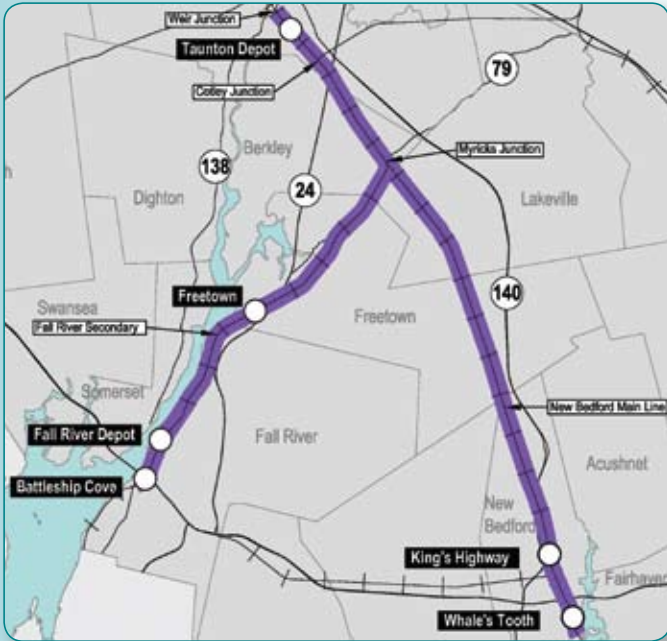 Weir Junction
Taunton Depot
Cotley Junction
79
Berkley
Myricks Junction
138
24
Dighton
Lakeville
Freetown
140
Swansea
Fall River Secondary
Freetown
Somerset
New Bedford Main Line
Fall River Depot
Fall River
Acushnet
Battleship Cove
New
Bedford
King's Highway
Fairhaven
Whale's Tooth